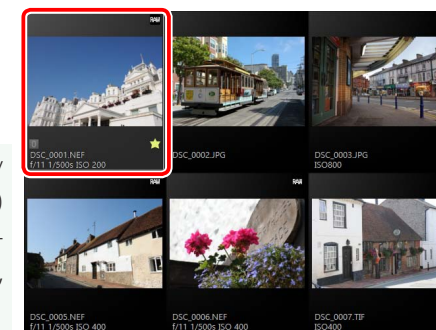 RAW
DSC_0001.NEF
f/11 1/500s ISO 200
DSC_0002.JPG
DSC_0003.JPG
ISO800
y
)
-
y
RAW
RAW
DSC_0005.NEF
f/11 1/500s ISO 400
DSC_0006.NEF
f/11 1/500s ISO 400
DSC_0007.TIF
ISO400